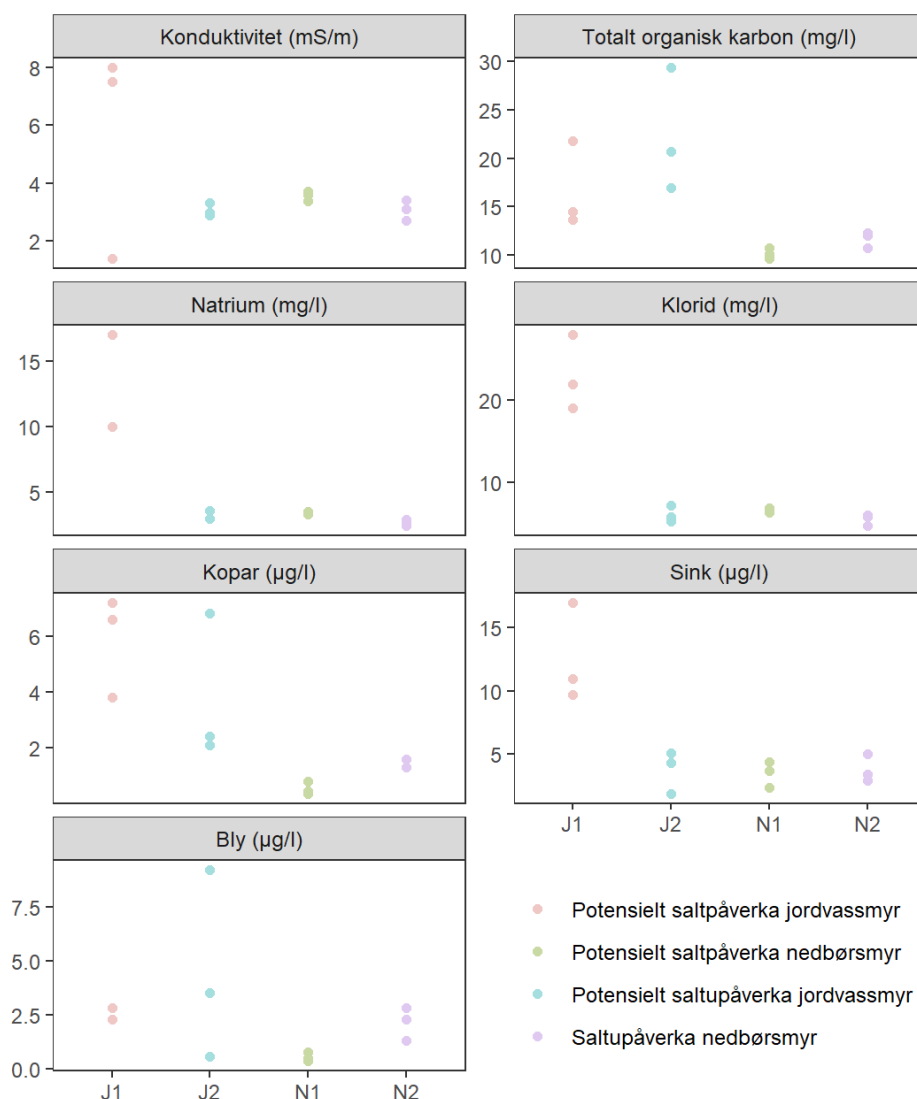 Konduktivitet (mS/m)
8
6
4
2
Totalt organisk karbon (mg/l)
30
25
20
15
10
Natrium (mg/l)
15
10
5
Klorid (mg/l)
20
10
Kopar (µg/l)
6
4
2
Sink (µg/l)
15
10
5
J1 J2 N1 N2
Bly (µg/l)
7.5
5.0
2.5
0.0
J1 J2 N1 N2
Potensielt saltpåverka jordvassmyr
Potensielt saltpåverka nedbørsmyr
Potensielt saltupåverka jordvassmyr
Saltupåverka nedbørsmyr